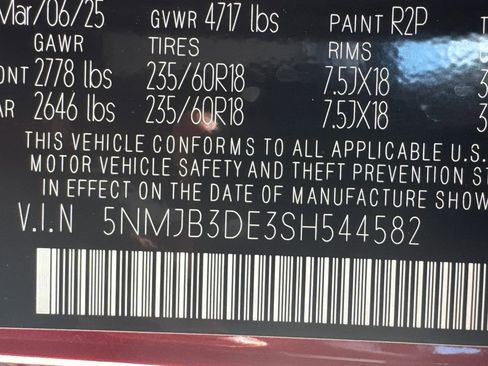 Mar/06/25 GVWR 4717 lbs PAINT R2P
GAWR TIRES RIMS
2778 lbs 235/60R18 7.5JX18
2646 lbs 235/60R18 7.5JX18
THIS VEHICLE CONFORMS TO ALL APPLICABLE U.S.
MOTOR VEHICLE SAFETY AND THEFT PREVENTION
IN EFFECT ON THE DATE OF MANUFACTURE
V.I.N 5NMJB3DE3SH544582